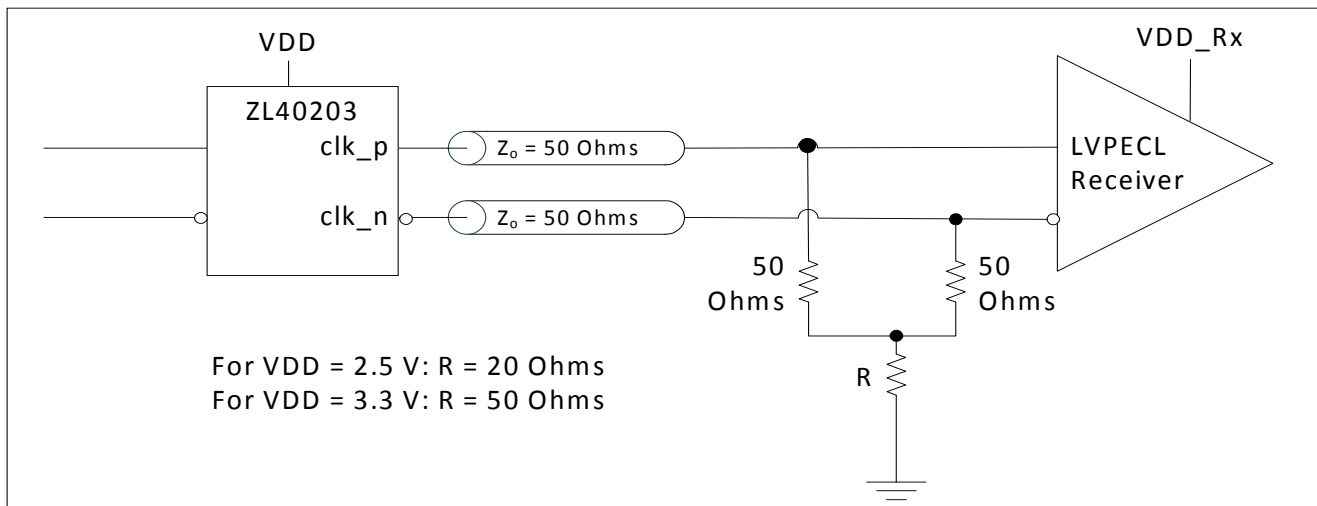 VDD
VDD_Rx
ZL40203
clk_p
Zo = 50 Ohms
LVPECL
Receiver
clk_n
Zo = 50 Ohms
50
Ohms
50
Ohms
For VDD = 2.5 V: R = 20 Ohms
For VDD = 3.3 V: R = 50 Ohms
R